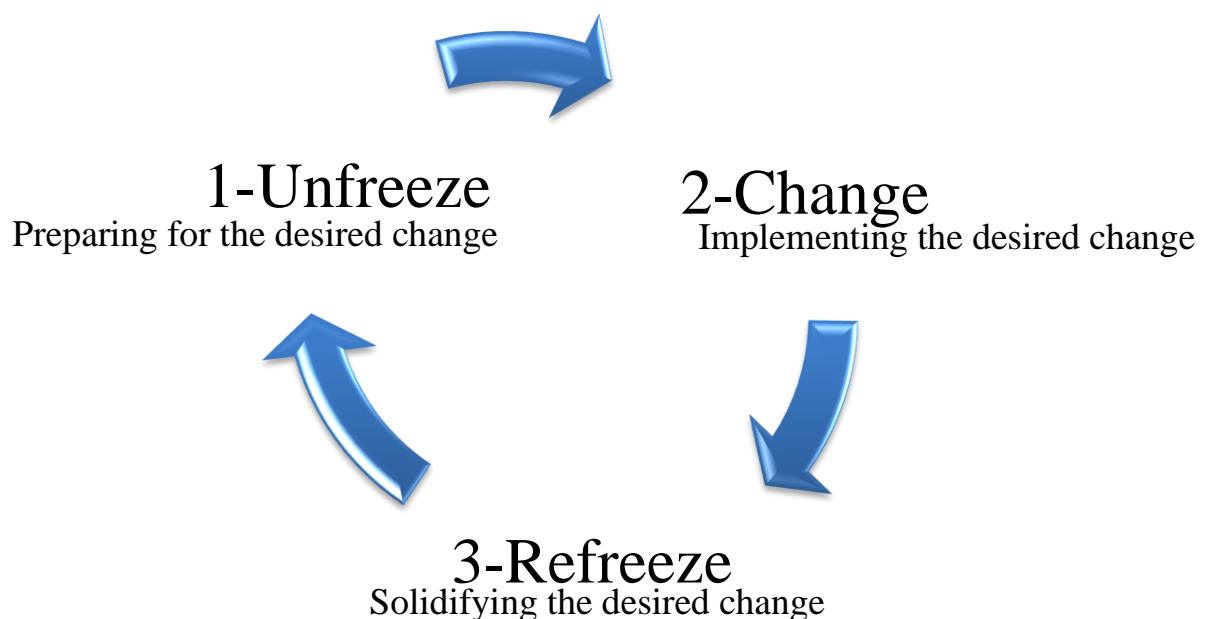 1-Unfreeze
Preparing for the desired change
2-Change
Implementing the desired change
3-Refreeze
Solidifying the desired change